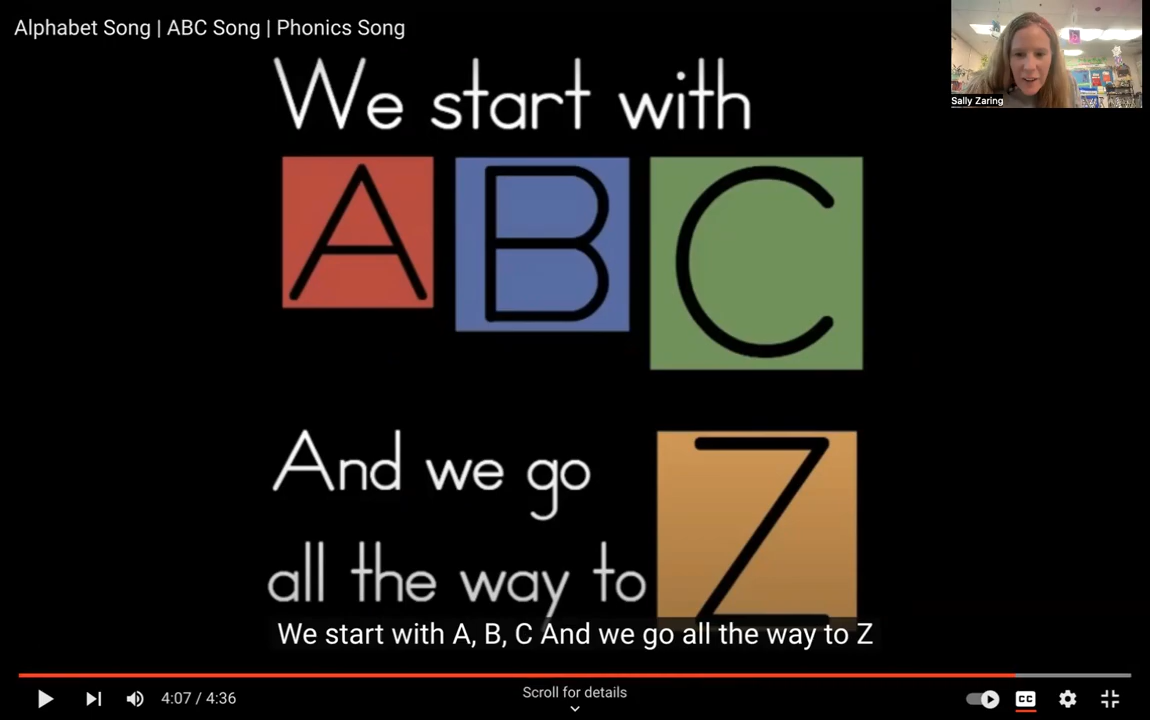 Alphabet Song | ABC Song | Phonics Song
Sally Zaring
We start with
A B C
And we go
all the way to Z
We start with A, B, C And we go all the way to Z
4:07 / 4:36
Scroll for details
CC